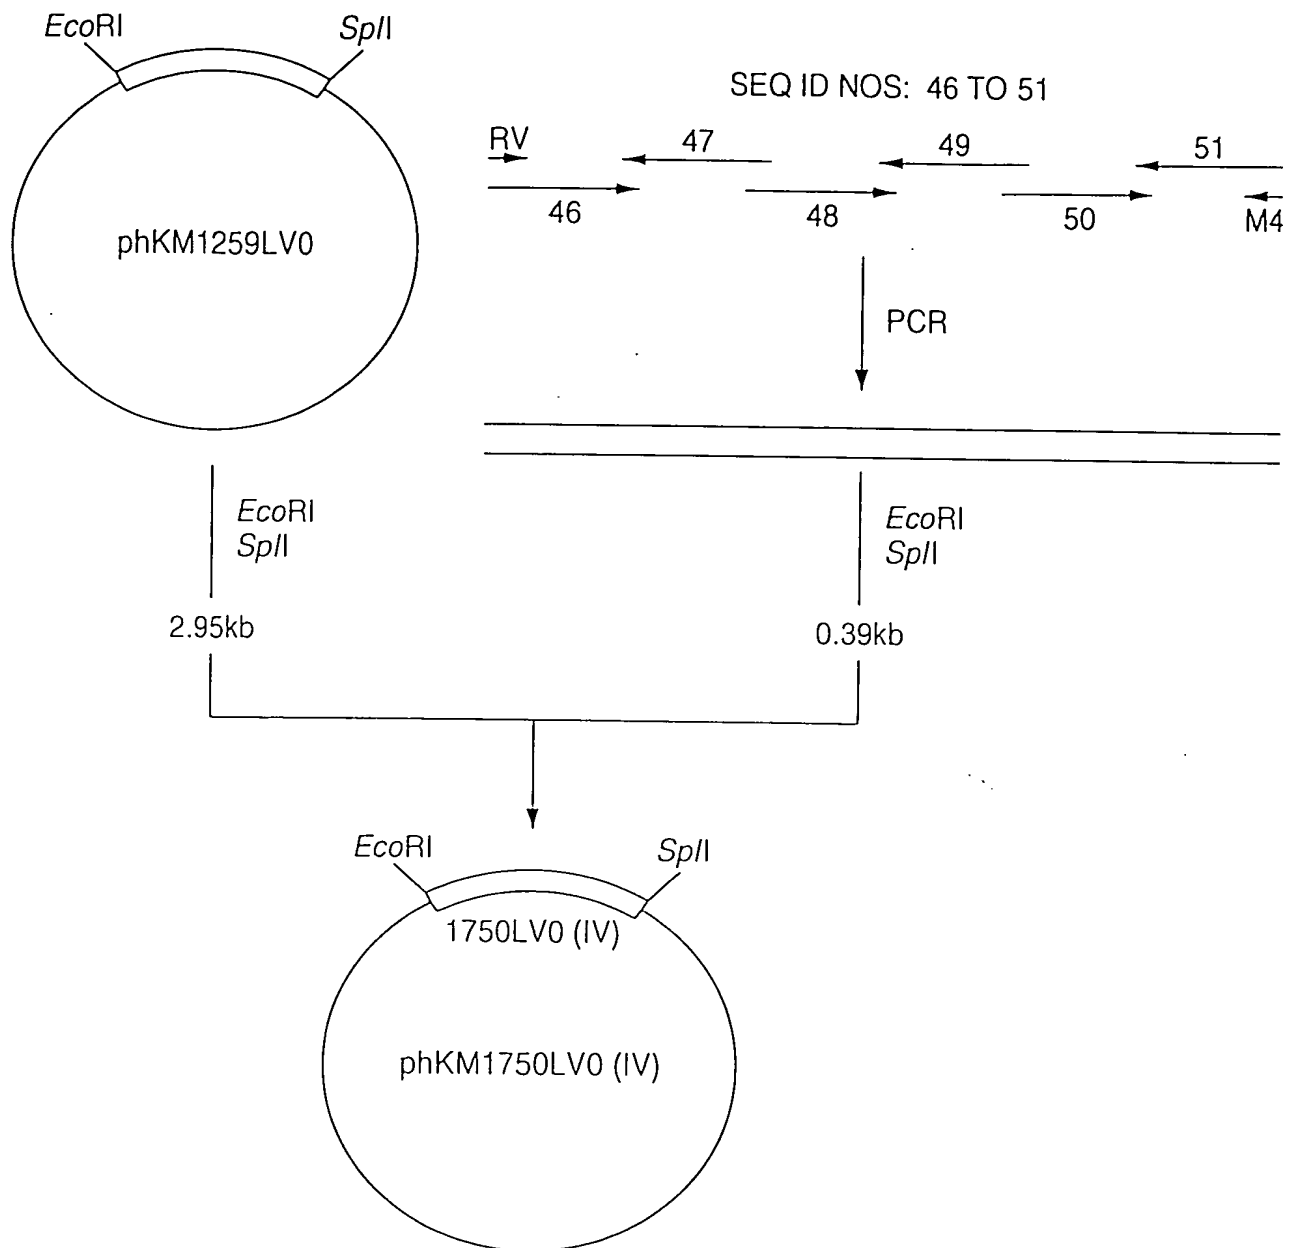 EcoRI
SplI
phKM1259LV0
SEQ ID NOS: 46 TO 51
RV
47
49
51
46
48
50
M4
PCR
EcoRI
SplI
2.95kb
EcoRI
SplI
0.39kb
EcoRI
SplI
1750LV0 (IV)
phKM1750LV0 (IV)